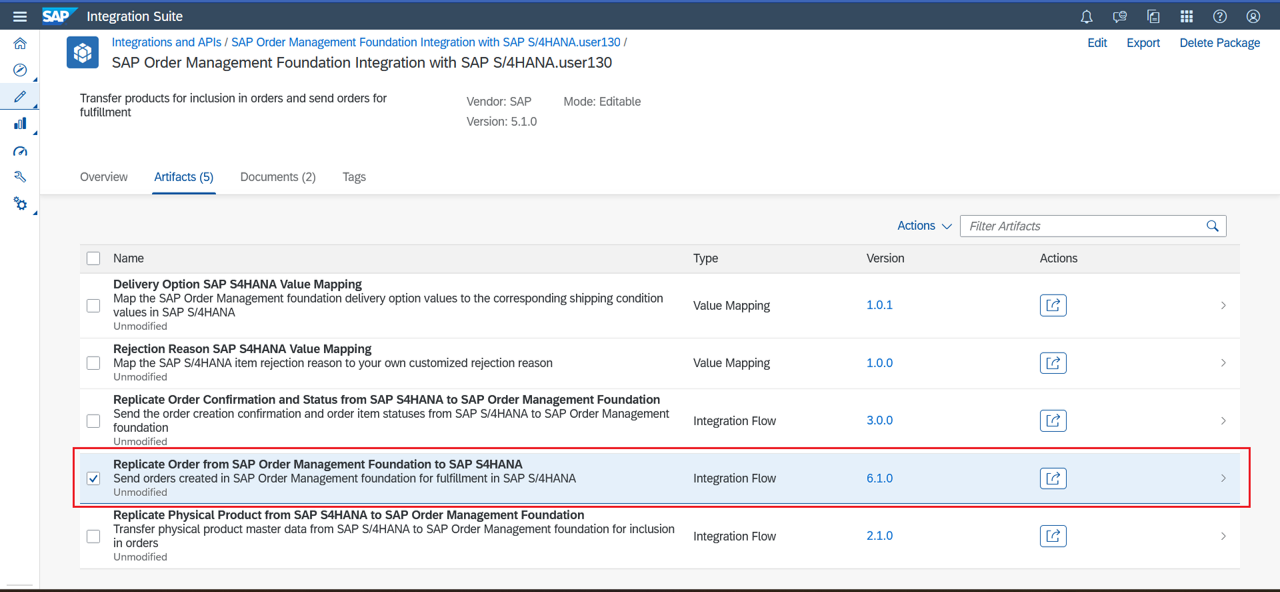 SAP Integration Suite
Integrations and APIs / SAP Order Management Foundation Integration with SAP S/4HANA.user130 /
Edit Export Delete Package
SAP Order Management Foundation Integration with SAP S/4HANA.user130
Transfer products for inclusion in orders and send orders for
fulfillment
Vendor: SAP Mode: Editable
Version: 5.1.0
Overview Artifacts (5) Documents (2) Tags
Actions Filter Artifacts
Name Type Version Actions
Delivery Option SAP S4HANA Value Mapping
Map the SAP Order Management foundation delivery option values to the corresponding shipping condition
values in SAP S/4HANA
Unmodified
Value Mapping 1.0.1
Rejection Reason SAP S4HANA Value Mapping
Map the SAP S/4HANA item rejection reason to your own customized rejection reason
Unmodified
Value Mapping 1.0.0
Replicate Order Confirmation and Status from SAP S4HANA to SAP Order Management Foundation
Send the order creation confirmation and order item statuses from SAP S/4HANA to SAP Order Management
foundation
Unmodified
Integration Flow 3.0.0
Replicate Order from SAP Order Management Foundation to SAP S4HANA
Send orders created in SAP Order Management foundation for fulfillment in SAP S/4HANA
Unmodified
Integration Flow 6.1.0
Replicate Physical Product from SAP S4HANA to SAP Order Management Foundation
Transfer physical product master data from SAP S/4HANA to SAP Order Management foundation for inclusion
in orders
Unmodified
Integration Flow 2.1.0